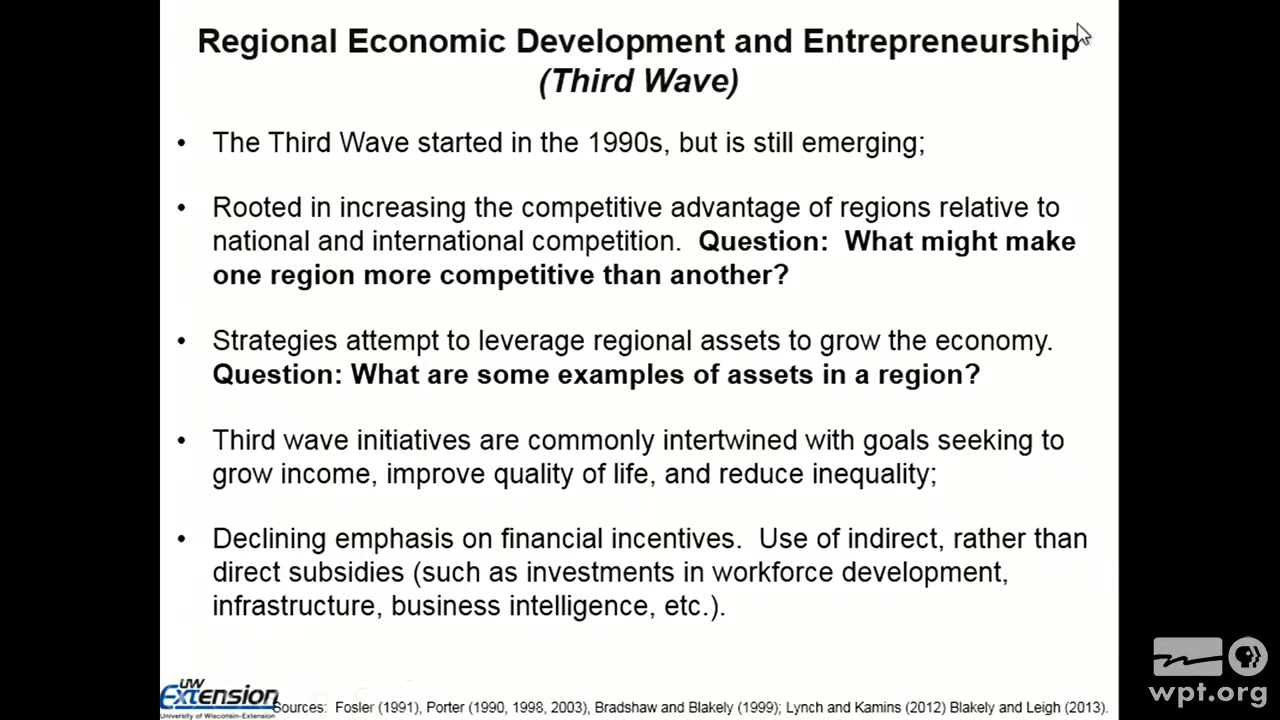 Regional Economic Development and Entrepreneurship
(Third Wave)
• The Third Wave started in the 1990s, but is still emerging;
• Rooted in increasing the competitive advantage of regions relative to
national and international competition.  Question:  What might make
one region more competitive than another?
• Strategies attempt to leverage regional assets to grow the economy.
Question: What are some examples of assets in a region?
• Third wave initiatives are commonly intertwined with goals seeking to
grow income, improve quality of life, and reduce inequality;
• Declining emphasis on financial incentives.  Use of indirect, rather than
direct subsidies (such as investments in workforce development,
infrastructure, business intelligence, etc.).
UW
Extension
University of Wisconsin-Extension
Sources:  Fosler (1991), Porter (1990, 1998, 2003), Bradshaw and Blakely (1999); Lynch and Kamins (2012) Blakely and Leigh (2013).
wpt.org